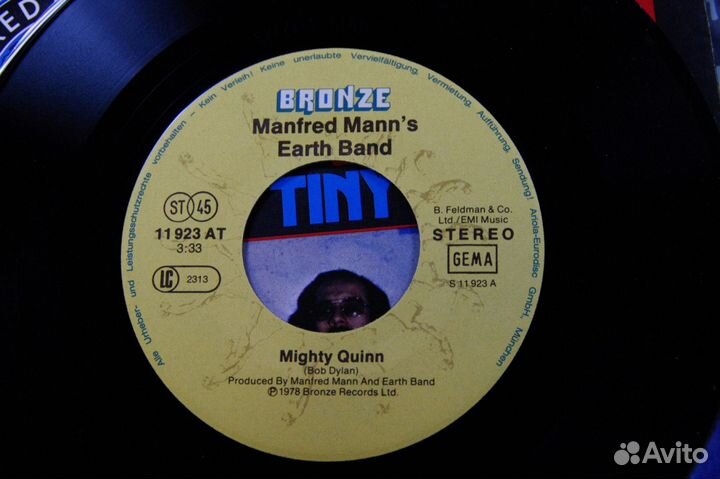 RED
Alle Urheber- und Leistungsschutzrechte vorbehalten - Kein Verleih! Keine unerlaubte Vervielfältigung, Vermietung, Aufführung, Sendung! Ariola-Eurodisc GmbH, München
BRONZE
Manfred Mann's
Earth Band
TINY
ST 45
11 923 AT
3:33
LC 2313
B. Feldman & Co.
Ltd./EMI Music
STEREO
GEMA
S 11 923 A
Mighty Quinn
(Bob Dylan)
Produced By Manfred Mann And Earth Band
℗ 1978 Bronze Records Ltd.
Avito